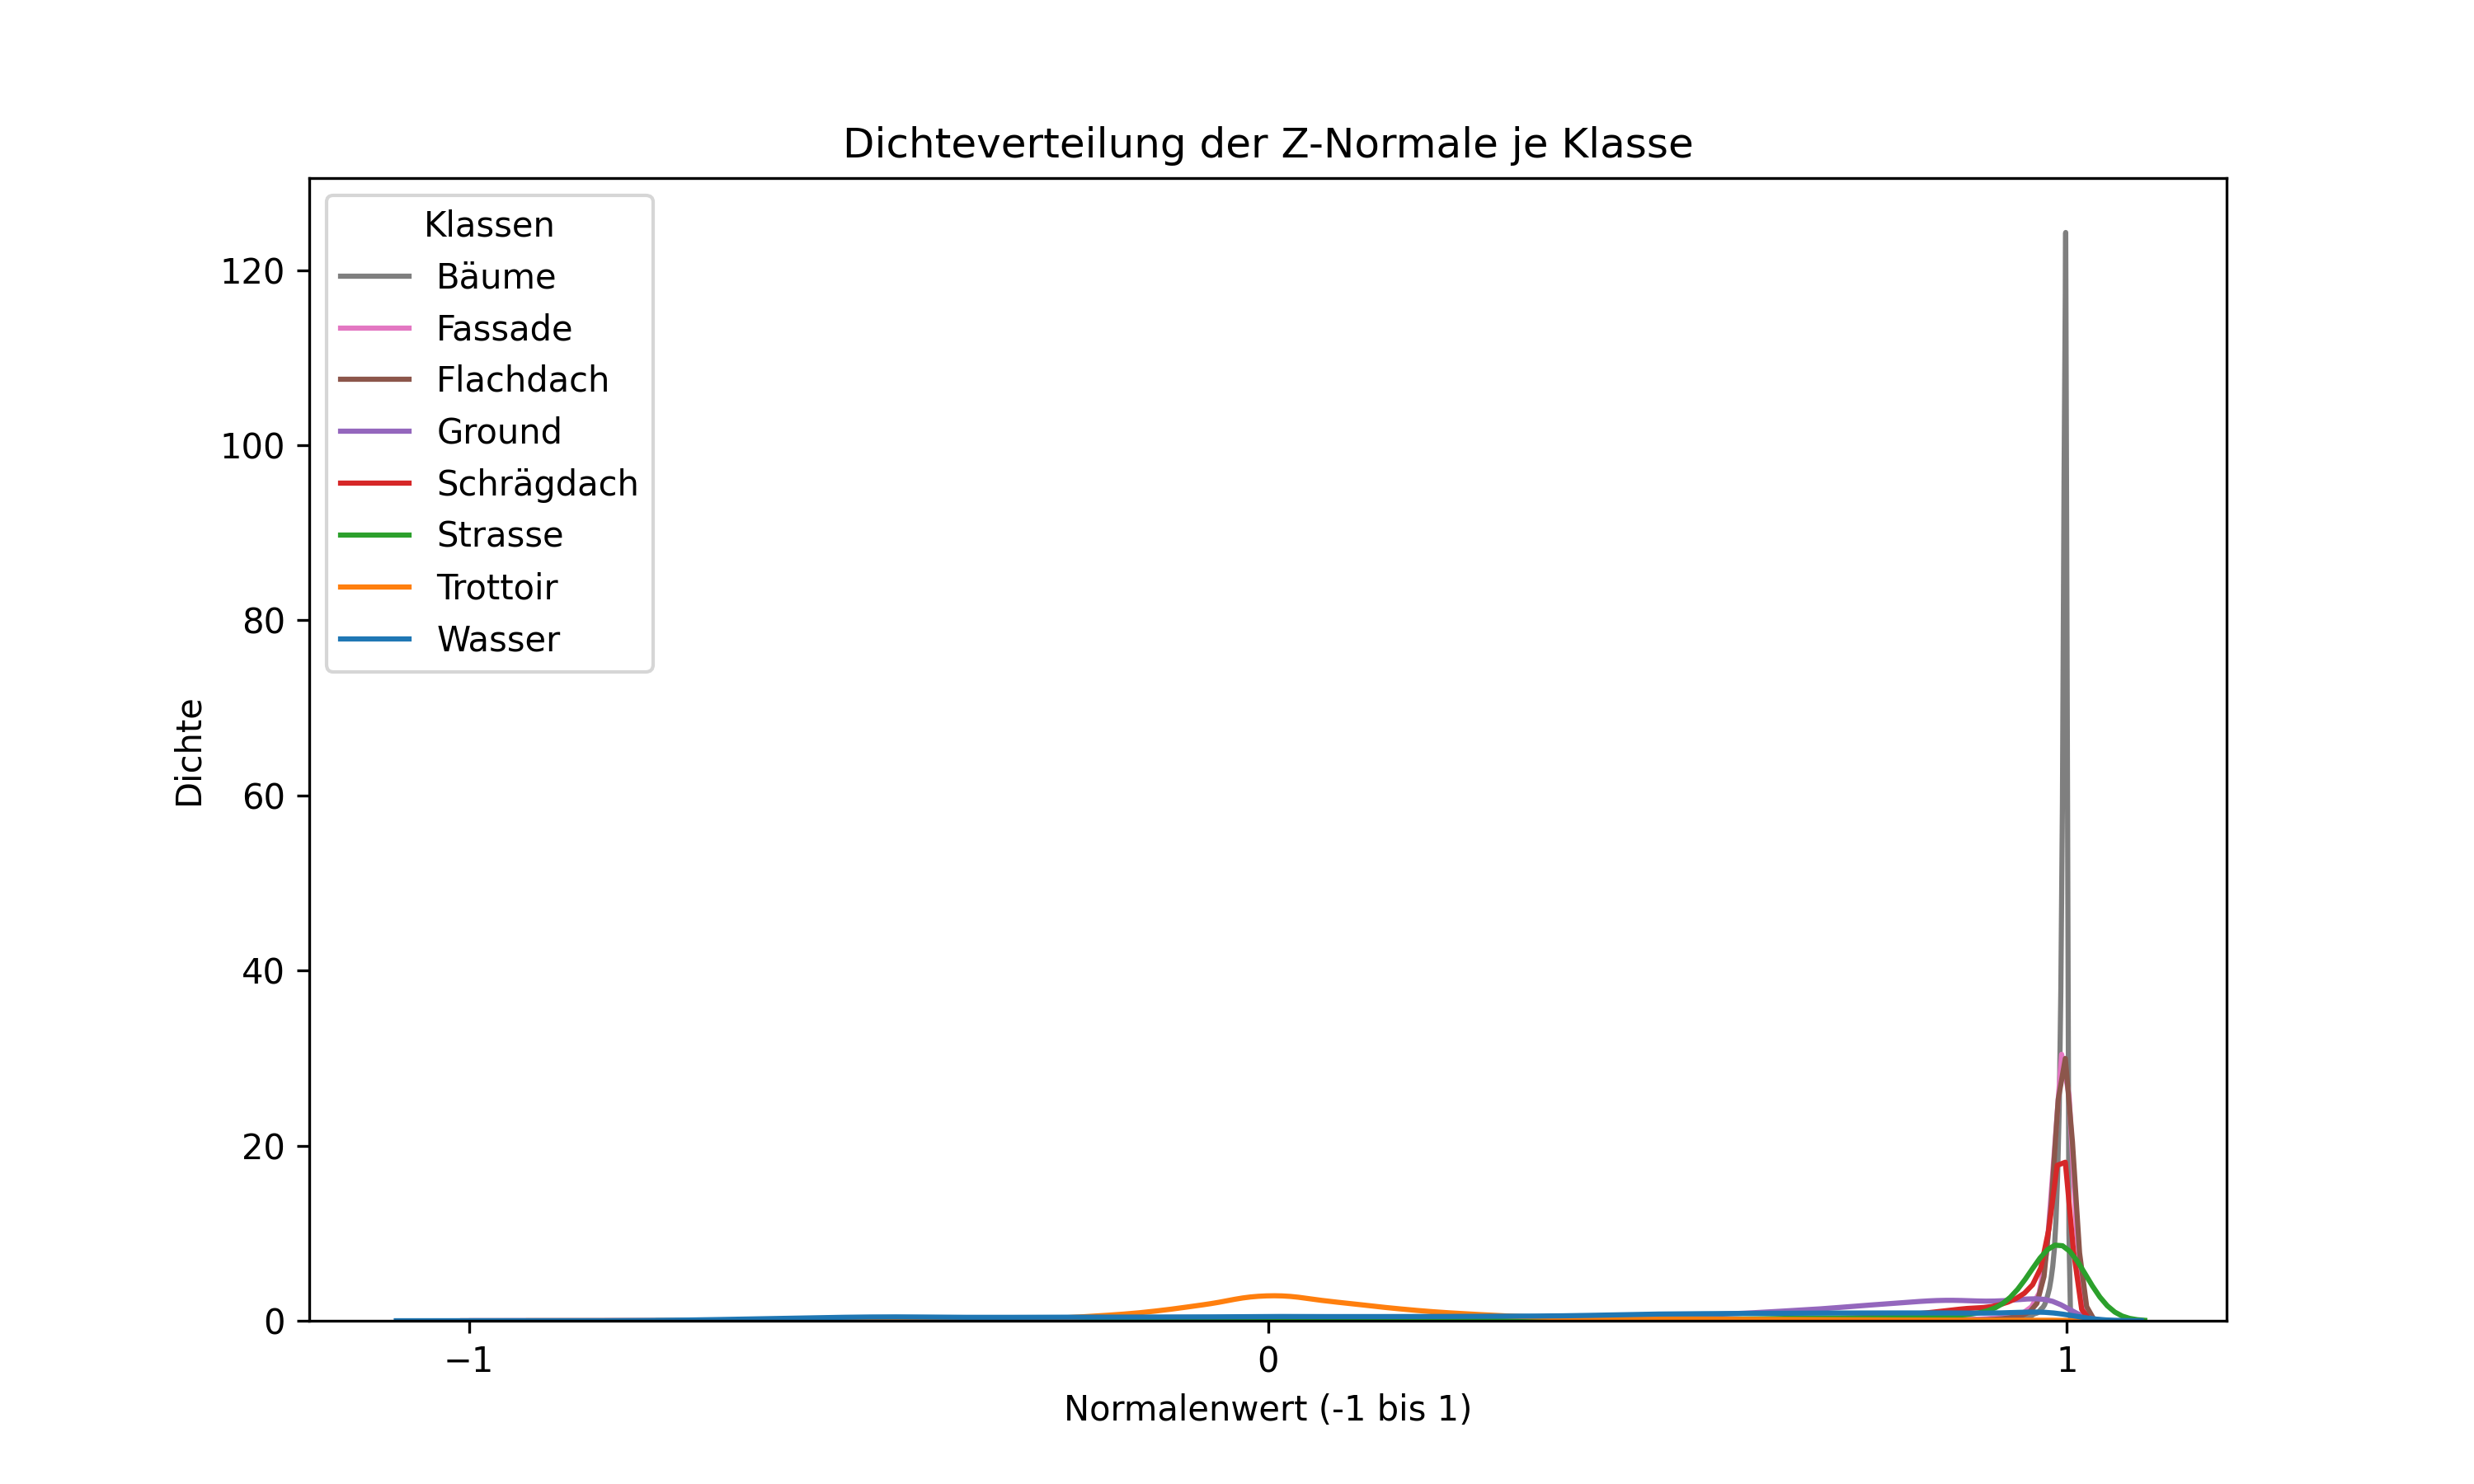 Dichteverteilung der Z-Normale je Klasse
Klassen
Bäume
Fassade
Flachdach
Ground
Schrägdach
Strasse
Trottoir
Wasser
Dichte
120
100
80
60
40
20
0
−1
0
1
Normalenwert (-1 bis 1)